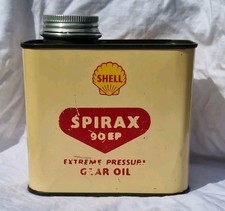 SHELL
SPIRAX
90 EP
EXTREME PRESSURE
GEAR OIL